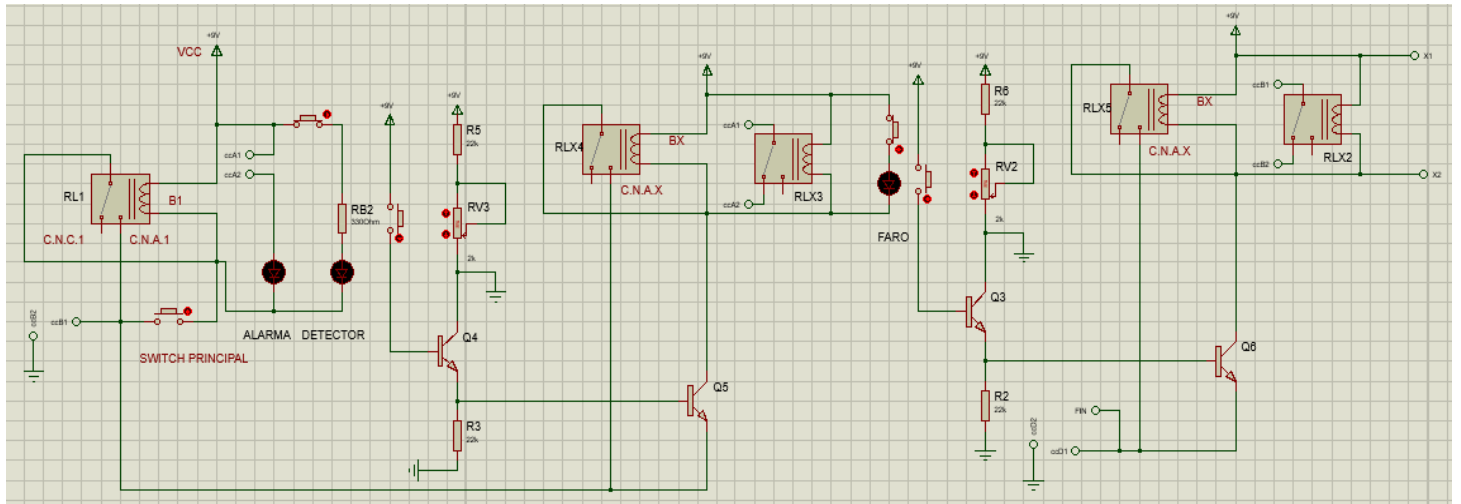 +9V
VCC
ccA1
ccA2
RL1
B1
C.N.C.1
C.N.A.1
RB2
330Ohm
ccB1
ccB2
ALARMA
DETECTOR
SWITCH PRINCIPAL
+9V
+9V
R5
22k
RV3
2k
Q4
R3
22k
RLX4
BX
C.N.A.X
+9V
ccA1
ccA2
RLX3
Q5
FARO
+9V
+9V
R6
22k
RV2
2k
Q3
R2
22k
ccD2
FIN
ccD1
+9V
RLX5
BX
C.N.A.X
ccB1
ccB2
RLX2
X1
X2
Q6